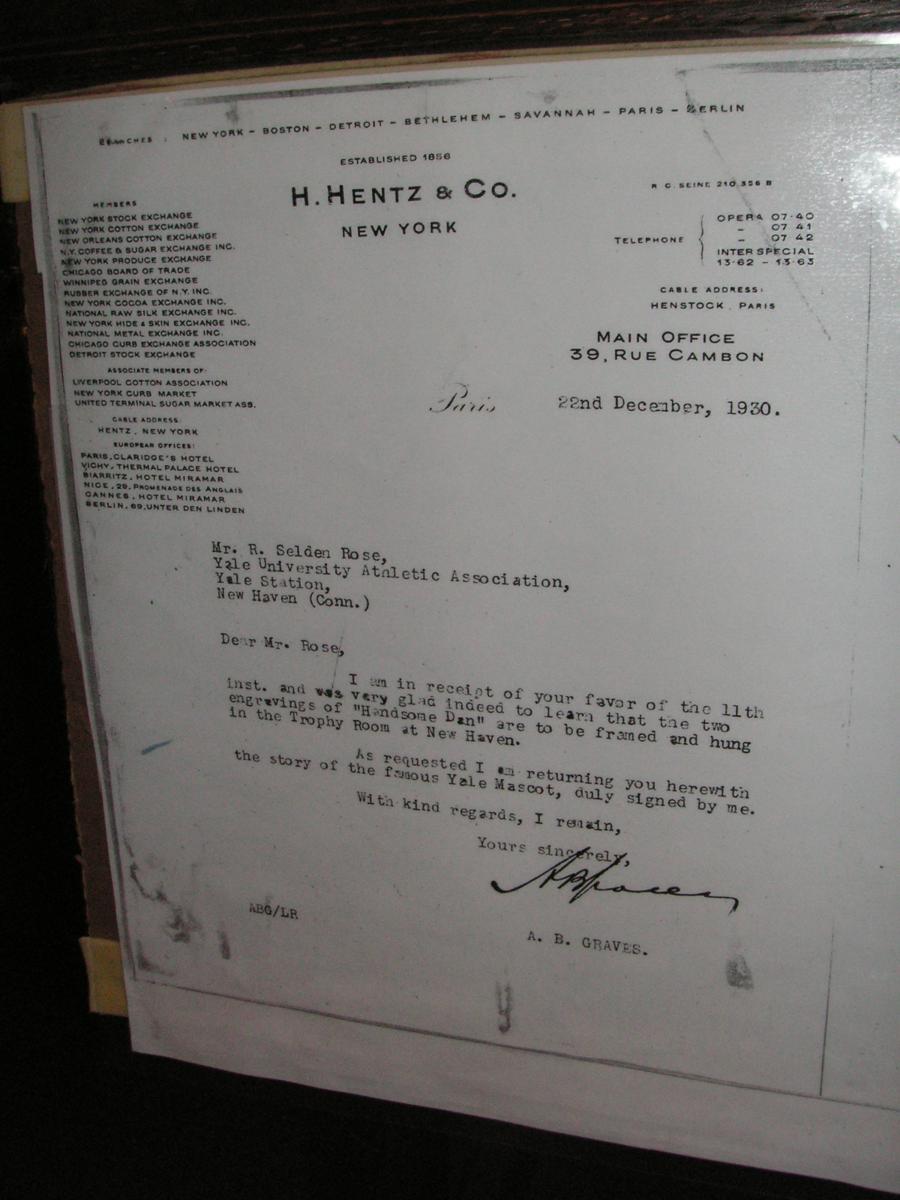 BRANCHES : NEW YORK – BOSTON – DETROIT – BETHLEHEM – SAVANNAH – PARIS – BERLIN
ESTABLISHED 1856
H. HENTZ & CO.
NEW YORK
R. C. SEINE 210.356 B
TELEPHONE
OPERA 07-40
– 07 41
– 07 42
INTER SPECIAL
13-62 – 13-63
CABLE ADDRESS:
HENSTOCK, PARIS
MAIN OFFICE
39, RUE CAMBON
MEMBERS
NEW YORK STOCK EXCHANGE
NEW YORK COTTON EXCHANGE
NEW ORLEANS COTTON EXCHANGE
N.Y. COFFEE & SUGAR EXCHANGE INC.
NEW YORK PRODUCE EXCHANGE
CHICAGO BOARD OF TRADE
WINNIPEG GRAIN EXCHANGE
RUBBER EXCHANGE OF N.Y. INC.
NEW YORK COCOA EXCHANGE INC.
NATIONAL RAW SILK EXCHANGE INC.
NEW YORK HIDE & SKIN EXCHANGE INC.
NATIONAL METAL EXCHANGE INC.
CHICAGO CURB EXCHANGE ASSOCIATION
DETROIT STOCK EXCHANGE
ASSOCIATE MEMBERS OF:
LIVERPOOL COTTON ASSOCIATION
NEW YORK CURB MARKET
UNITED TERMINAL SUGAR MARKET ASS.
CABLE ADDRESS
HENTZ, NEW YORK
EUROPEAN OFFICES:
PARIS, CLARIDGE'S HOTEL
VICHY, THERMAL PALACE HOTEL
BIARRITZ, HOTEL MIRAMAR
NICE, 29, PROMENADE DES ANGLAIS
CANNES, HOTEL MIRAMAR
BERLIN, 69, UNTER DEN LINDEN
Paris 22nd December, 1930.
Mr. R. Selden Rose,
Yale University Athletic Association,
Yale Station,
New Haven (Conn.)
Dear Mr. Rose,
I am in receipt of your favor of the 11th
inst. and was very glad indeed to learn that the two
engravings of "Handsome Dan" are to be framed and hung
in the Trophy Room at New Haven.
As requested I am returning you herewith
the story of the famous Yale Mascot, duly signed by me.
With kind regards, I remain,
Yours sincerely,
ABGraves
ABG/LR
A. B. GRAVES.